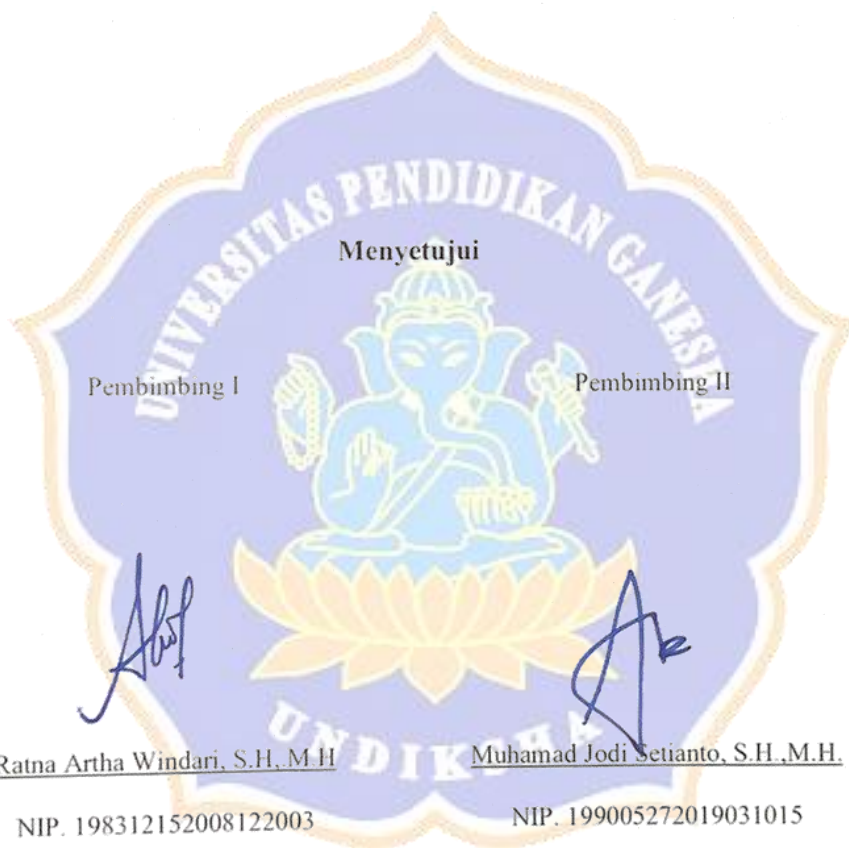 UNIVERSITAS PENDIDIKAN GANESHA
Menyetujui
Pembimbing I
Pembimbing II
UNDIKSHA
Ratna Artha Windari, S.H, M.H
Muhamad Jodi Setianto, S.H.,M.H.
NIP. 198312152008122003
NIP. 199005272019031015